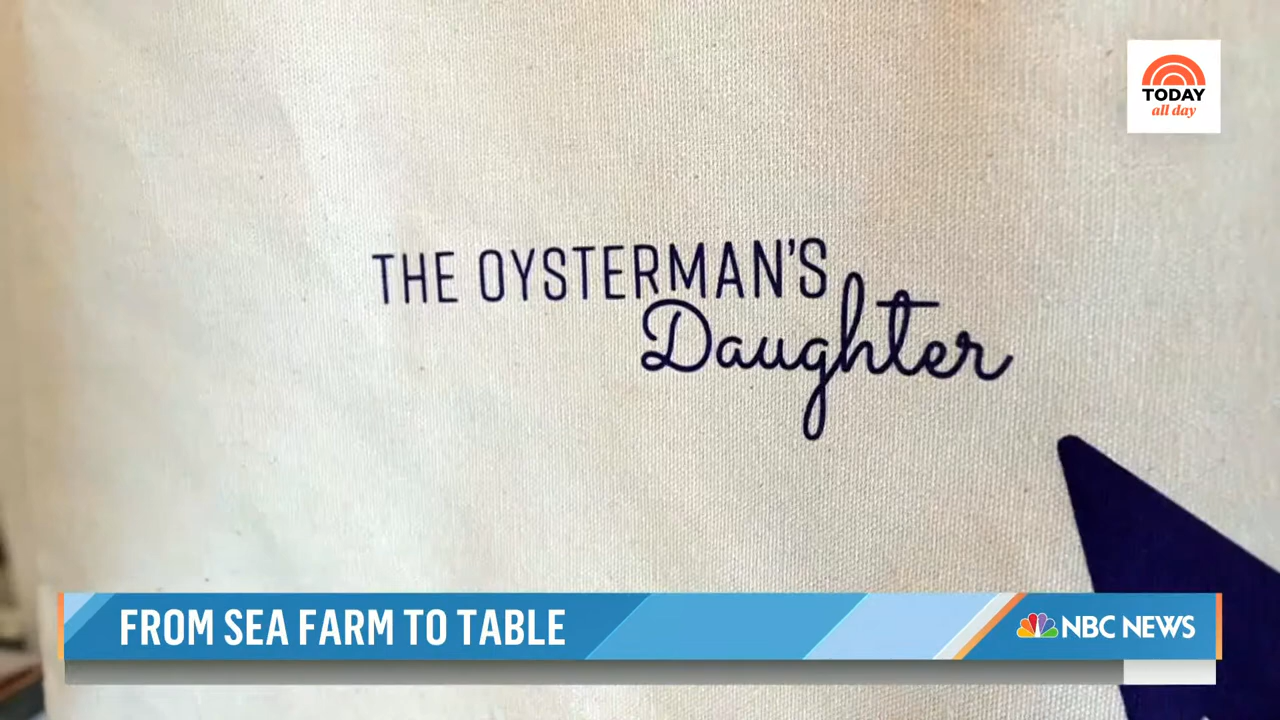 TODAY
all day
THE OYSTERMAN'S
Daughter
FROM SEA FARM TO TABLE
NBC NEWS